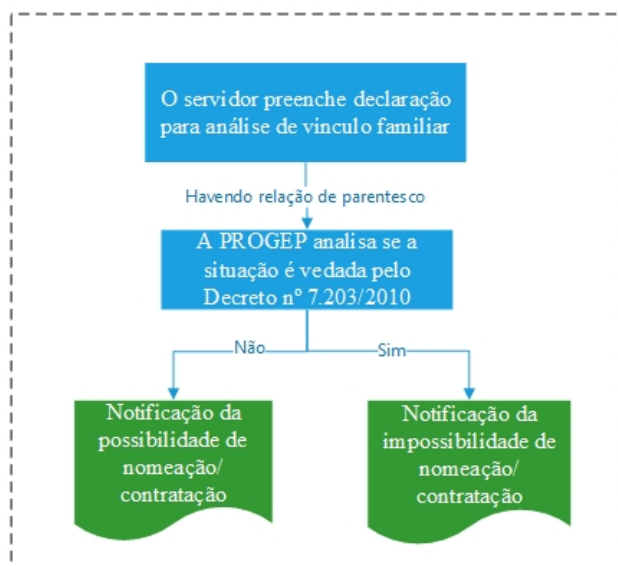 O servidor preenche declaração
para análise de vínculo familiar
Havendo relação de parentesco
A PROGEP analisa se a
situação é vedada pelo
Decreto nº 7.203/2010
Não
Sim
Notificação da
possibilidade de
nomeação/
contratação
Notificação da
impossibilidade de
nomeação/
contratação